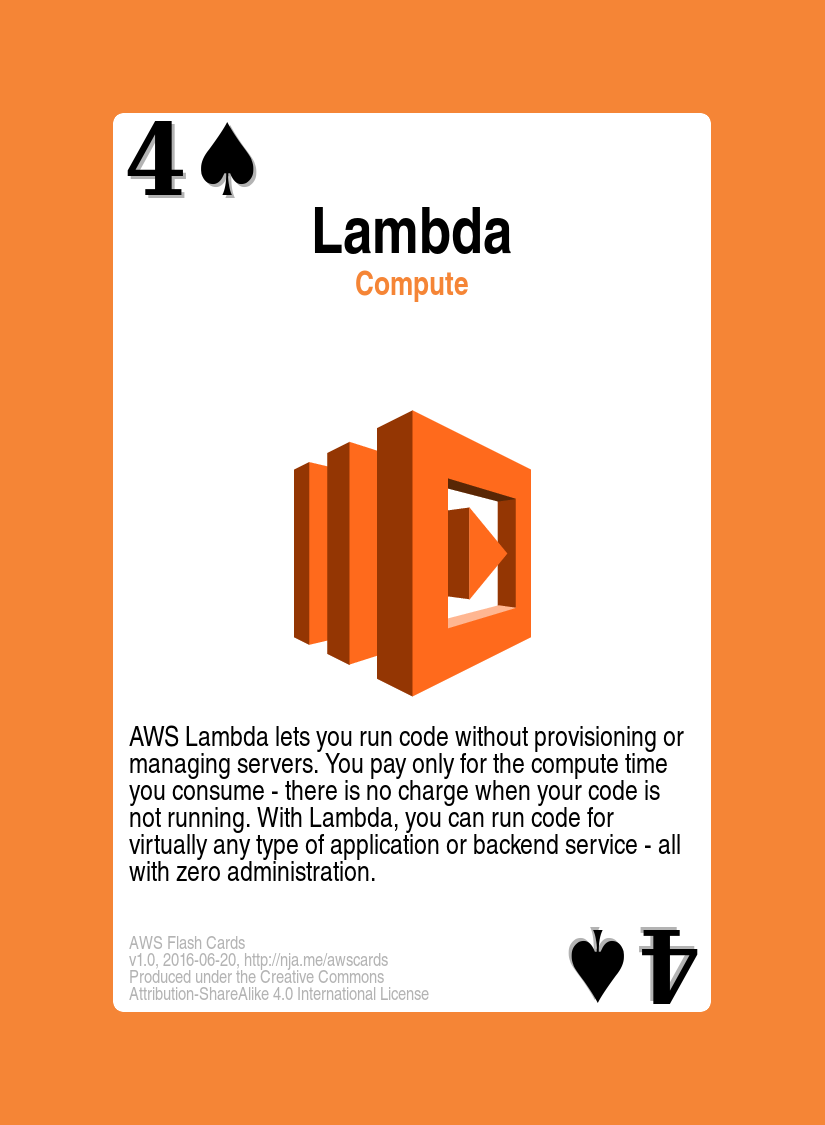 4♠
Lambda
Compute
AWS Lambda lets you run code without provisioning or
managing servers. You pay only for the compute time
you consume - there is no charge when your code is
not running. With Lambda, you can run code for
virtually any type of application or backend service - all
with zero administration.
AWS Flash Cards
v1.0, 2016-06-20, http://nja.me/awscards
Produced under the Creative Commons
Attribution-ShareAlike 4.0 International License
4♠